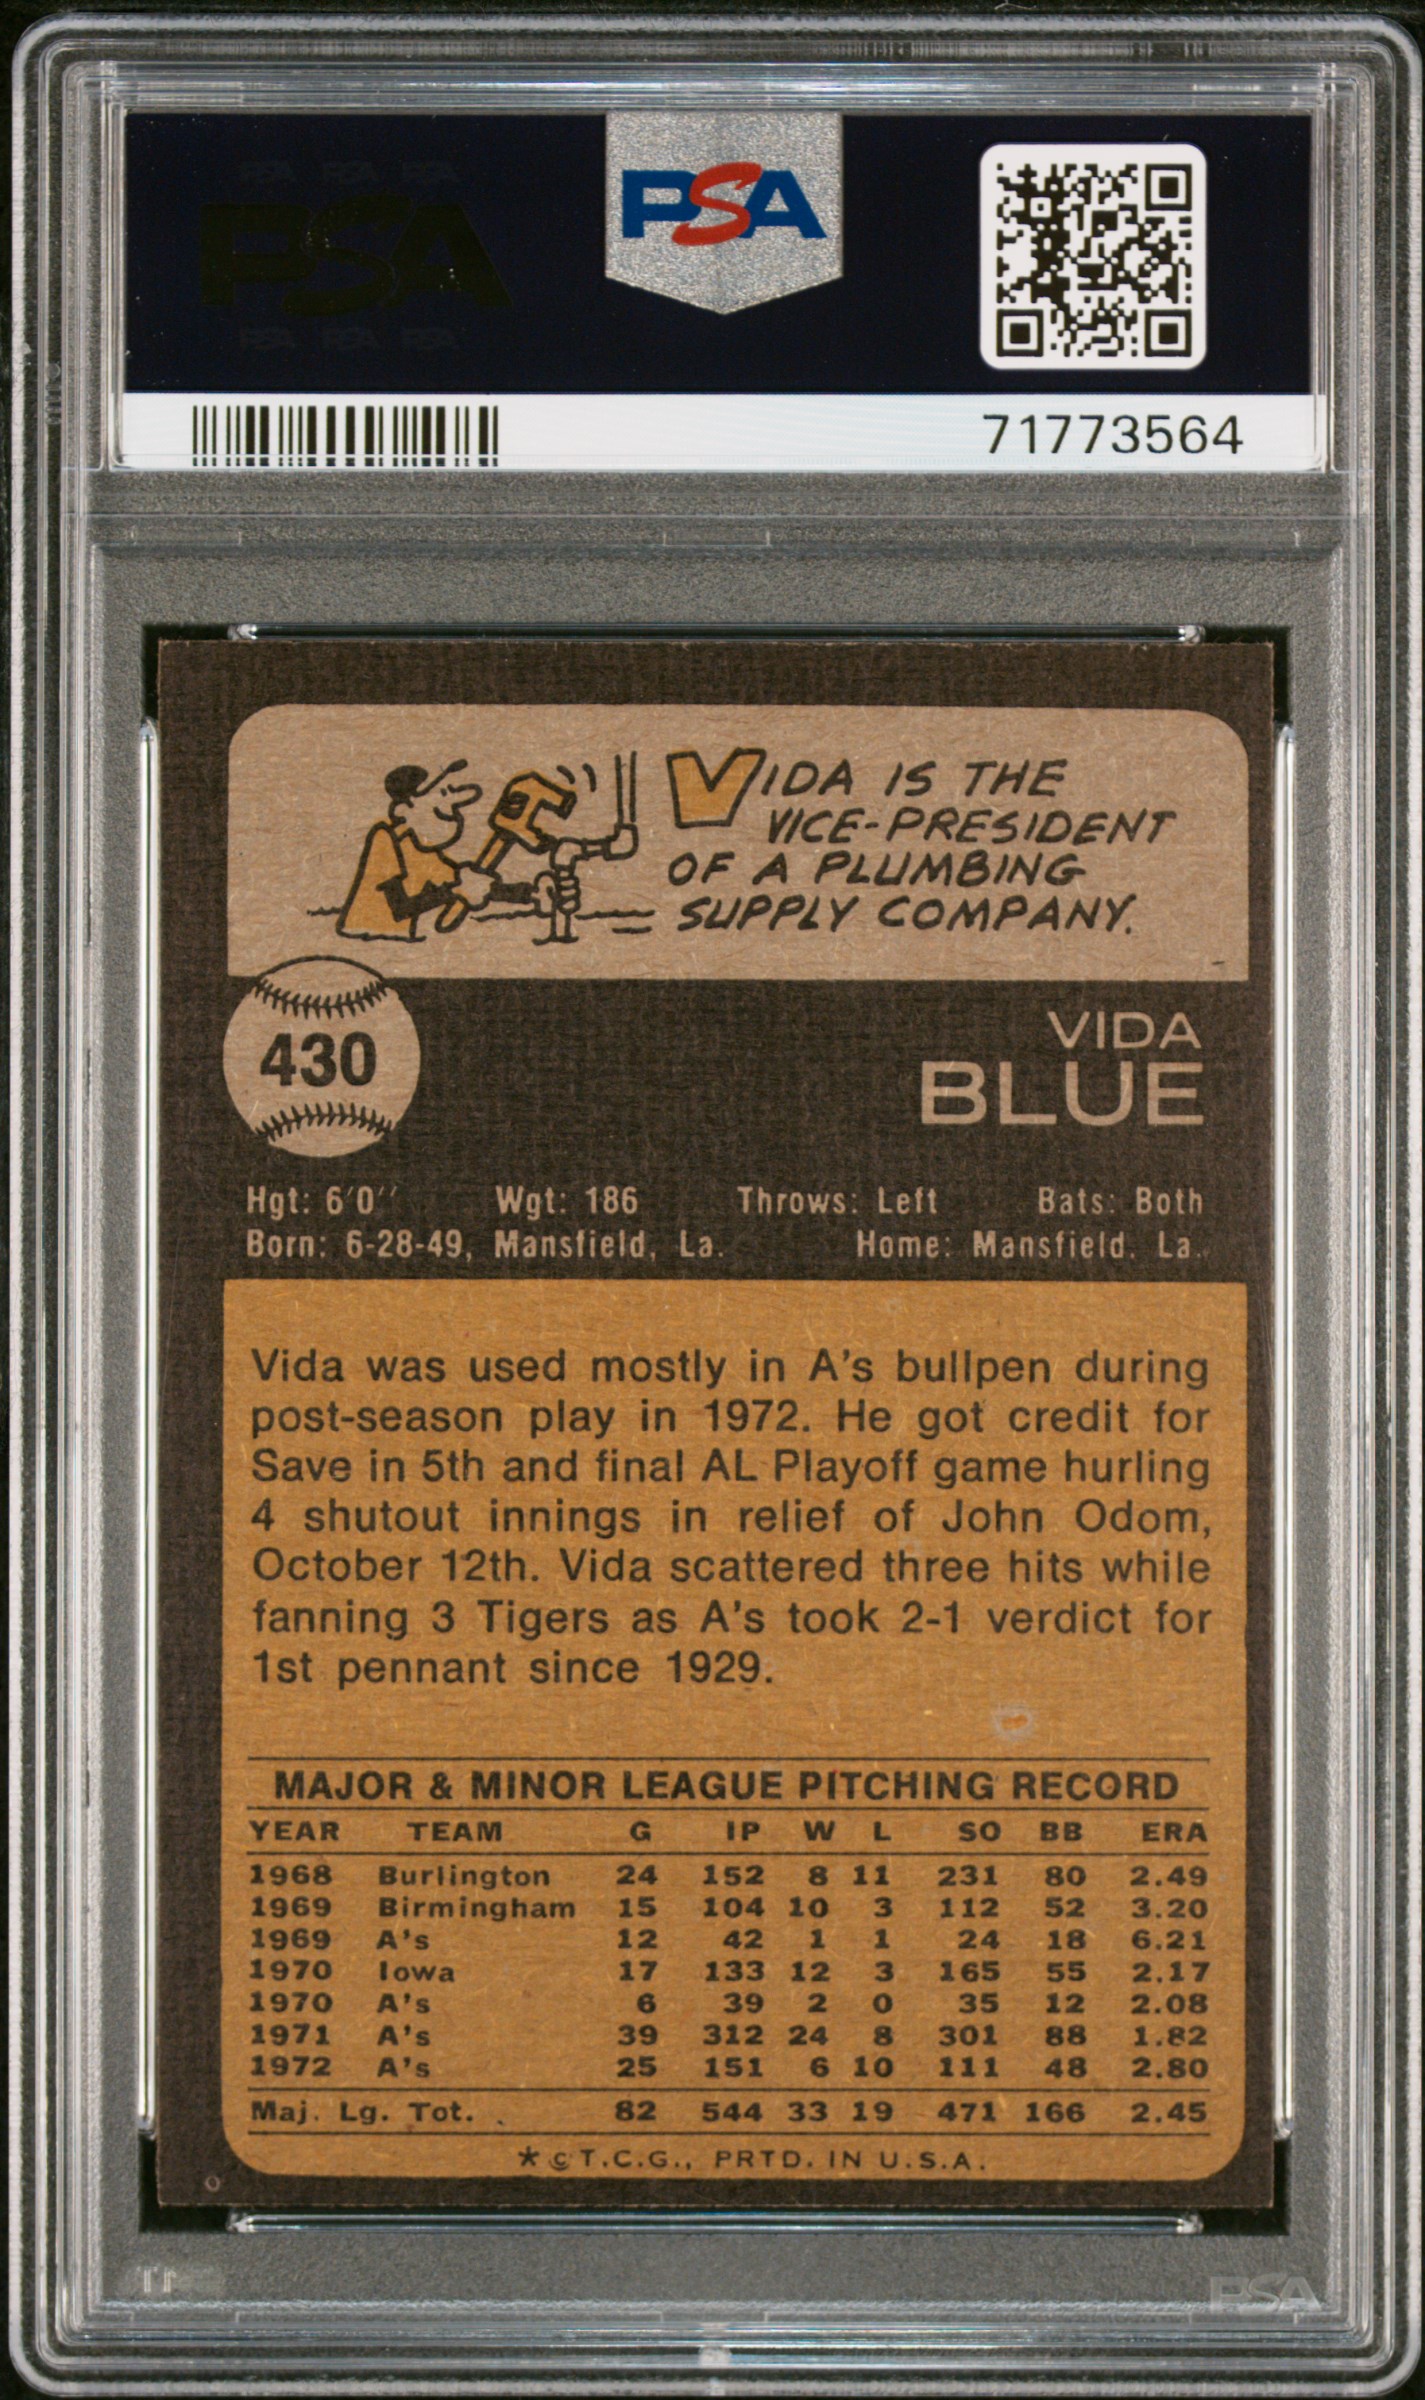 PSA
71773564
VIDA IS THE
VICE-PRESIDENT
OF A PLUMBING
SUPPLY COMPANY.
430
VIDA
BLUE
Hgt: 6'0'' Wgt: 186 Throws: Left Bats: Both
Born: 6-28-49, Mansfield, La. Home: Mansfield. La.
Vida was used mostly in A's bullpen during
post-season play in 1972. He got credit for
Save in 5th and final AL Playoff game hurling
4 shutout innings in relief of John Odom,
October 12th. Vida scattered three hits while
fanning 3 Tigers as A's took 2-1 verdict for
1st pennant since 1929.
MAJOR & MINOR LEAGUE PITCHING RECORD
YEAR TEAM G IP W L SO BB ERA
1968 Burlington 24 152 8 11 231 80 2.49
1969 Birmingham 15 104 10 3 112 52 3.20
1969 A's 12 42 1 1 24 18 6.21
1970 Iowa 17 133 12 3 165 55 2.17
1970 A's 6 39 2 0 35 12 2.08
1971 A's 39 312 24 8 301 88 1.82
1972 A's 25 151 6 10 111 48 2.80
Maj. Lg. Tot. 82 544 33 19 471 166 2.45
*©T.C.G., PRTD. IN U.S.A.
PSA